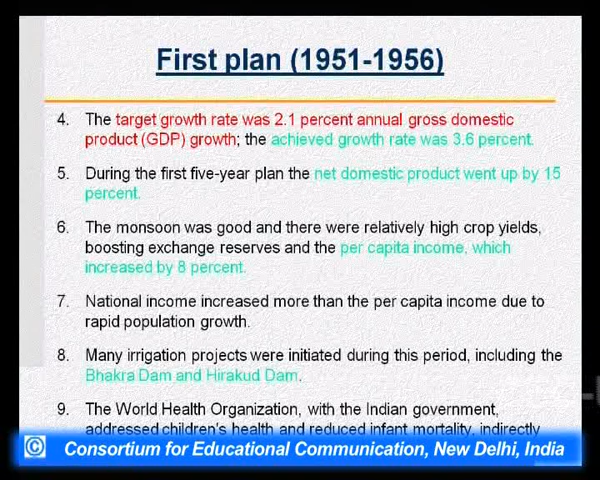 First plan (1951-1956)
4. The target growth rate was 2.1 percent annual gross domestic
product (GDP) growth; the achieved growth rate was 3.6 percent.
5. During the first five-year plan the net domestic product went up by 15
percent.
6. The monsoon was good and there were relatively high crop yields,
boosting exchange reserves and the per capita income, which
increased by 8 percent.
7. National income increased more than the per capita income due to
rapid population growth.
8. Many irrigation projects were initiated during this period, including the
Bhakra Dam and Hirakud Dam.
9. The World Health Organization, with the Indian government,
addressed children's health and reduced infant mortality, indirectly
© Consortium for Educational Communication, New Delhi, India